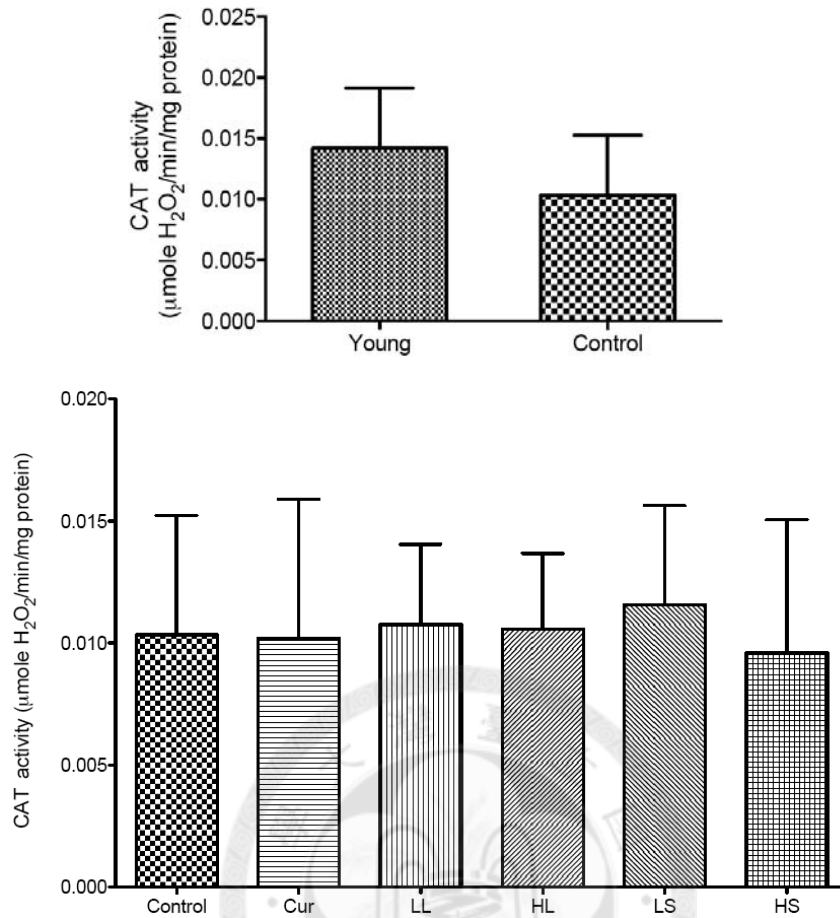 CAT activity
(μmole H₂O₂/min/mg protein)
0.025
0.020
0.015
0.010
0.005
0.000
Young Control
CAT activity (μmole H₂O₂/min/mg protein)
0.020
0.015
0.010
0.005
0.000
Control Cur LL HL LS HS